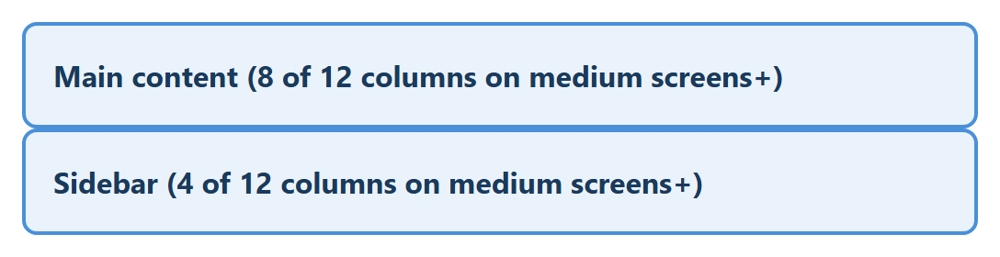 Main content (8 of 12 columns on medium screens+)
Sidebar (4 of 12 columns on medium screens+)